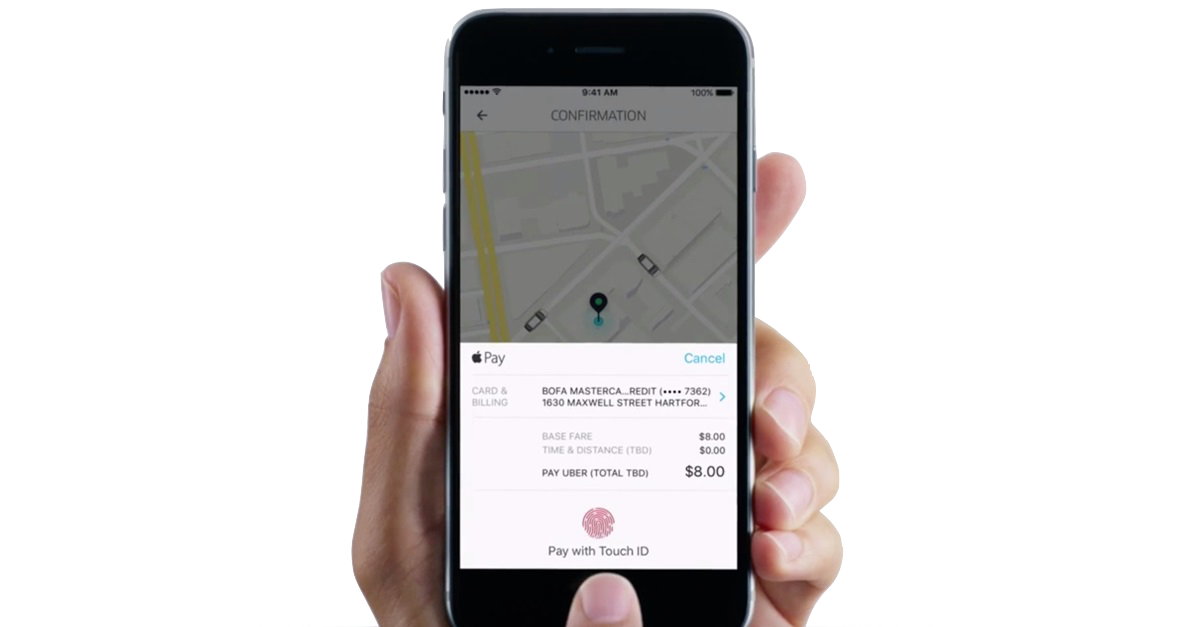 9:41 AM 100%
CONFIRMATION
Pay Cancel
CARD & BOFA MASTERCA...REDIT (•••• 7362)
BILLING 1630 MAXWELL STREET HARTFOR...
BASE FARE $8.00
TIME & DISTANCE (TBD) $0.00
PAY UBER (TOTAL TBD) $8.00
Pay with Touch ID